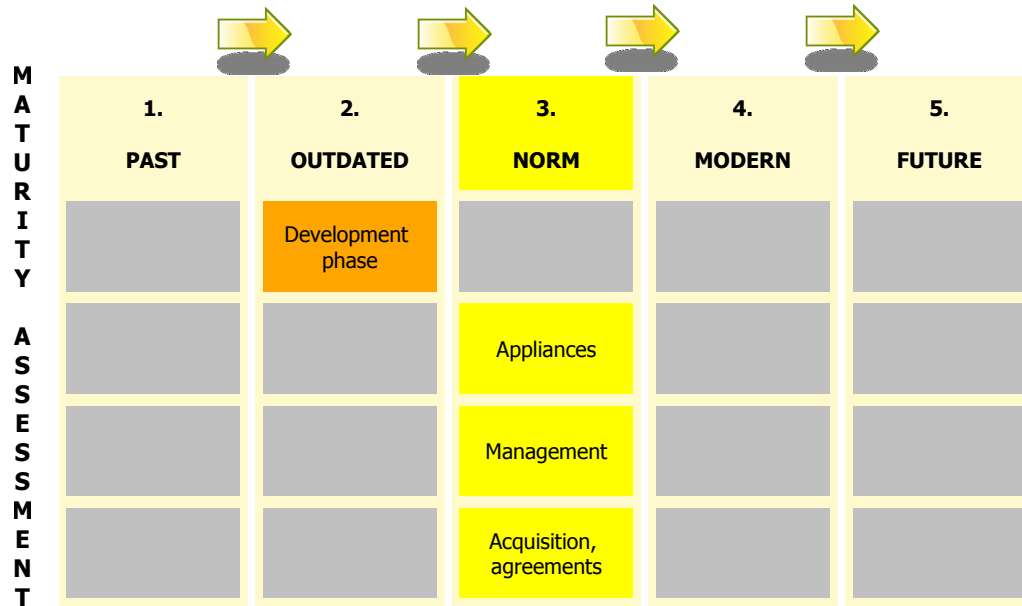 MATURITY ASSESSMENT
1.
PAST
2.
OUTDATED
3.
NORM
4.
MODERN
5.
FUTURE
Development
phase
Appliances
Management
Acquisition,
agreements